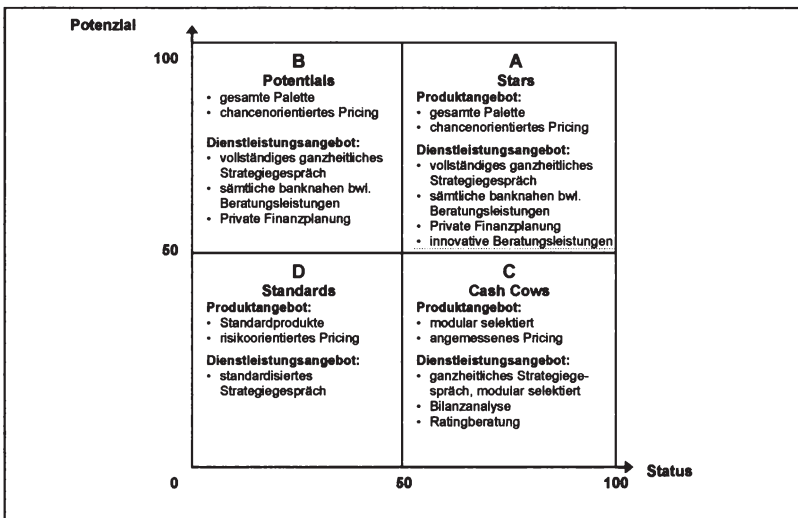 Potenzial
100
B
Potentials
• gesamte Palette
• chancenorientiertes Pricing
Dienstleistungsangebot:
• vollständiges ganzheitliches
Strategiegespräch
• sämtliche banknahen bwl.
Beratungsleistungen
• Private Finanzplanung
A
Stars
Produktangebot:
• gesamte Palette
• chancenorientiertes Pricing
Dienstleistungsangebot:
• vollständiges ganzheitliches
Strategiegespräch
• sämtliche banknahen bwl.
Beratungsleistungen
• Private Finanzplanung
• innovative Beratungsleistungen
50
D
Standards
Produktangebot:
• Standardprodukte
• risikoorientiertes Pricing
Dienstleistungsangebot:
• standardisiertes
Strategiegespräch
C
Cash Cows
Produktangebot:
• modular selektiert
• angemessenes Pricing
Dienstleistungsangebot:
• ganzheitliches Strategiege-
spräch, modular selektiert
• Bilanzanalyse
• Ratingberatung
0
50
100
Status